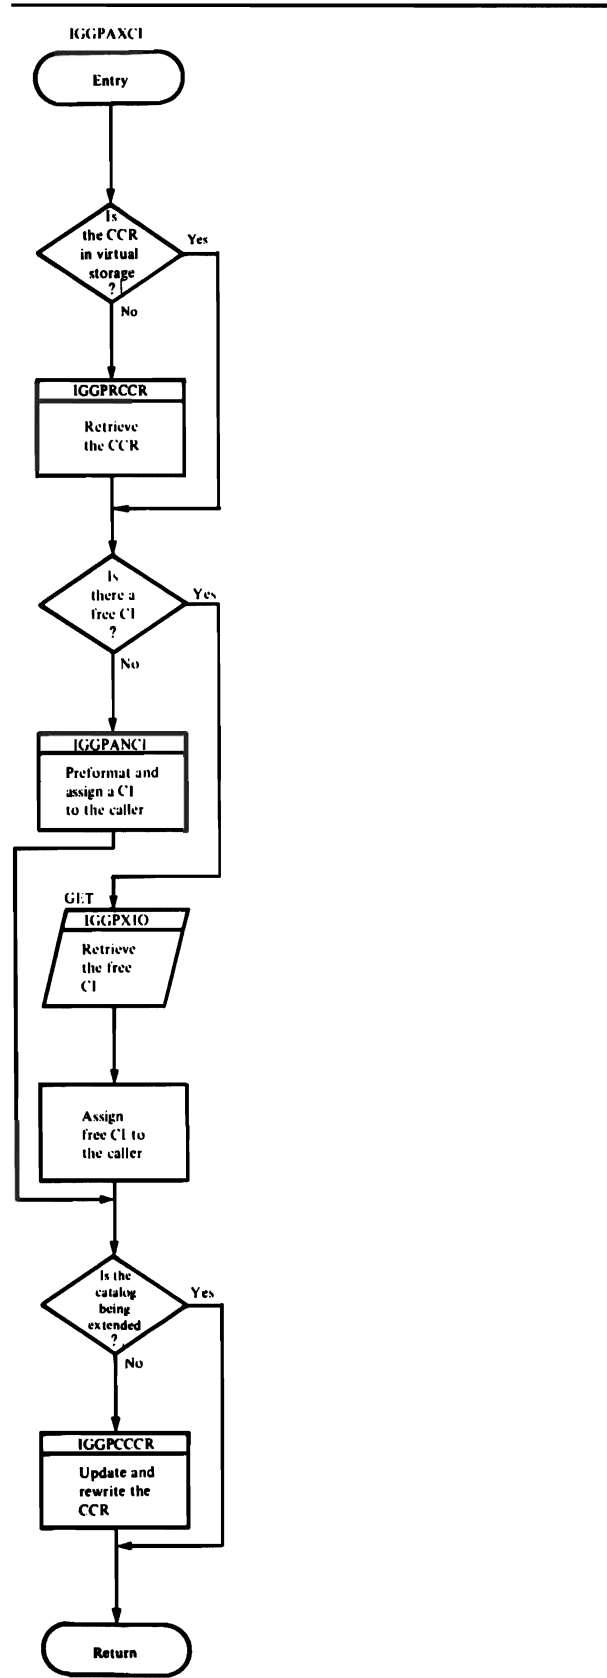 IGGPAXCI
Entry
Is
the CCR
in virtual
storage
?
Yes
No
IGGPRCCR
Retrieve
the CCR
Is
there a
free CI
?
Yes
No
IGGPANCI
Preformat and
assign a CI
to the caller
GET
IGGPXIO
Retrieve
the free
CI
Assign
free CI to
the caller
Is the
catalog
being
extended
?
Yes
No
IGGPCCCR
Update and
rewrite the
CCR
Return